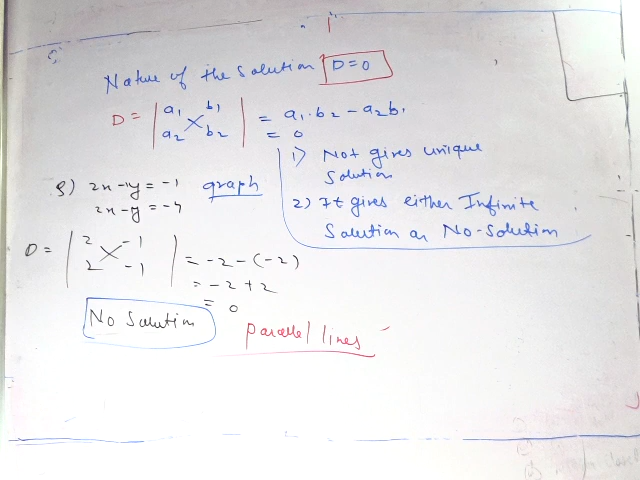 Nature of the Solution D=0
D = | a₁ b₁ | = a₁.b₂ - a₂b₁
| a₂ b₂ | = 0
1) Not gives unique
Solution
2) It gives either Infinite
Solution or No-Solution
8) 2x-1y = -1 graph
2x-y = -4
D = | 2 -1 | = -2-(-2)
| 2 -1 | = -2+2
= 0
No Solution
Parallel lines